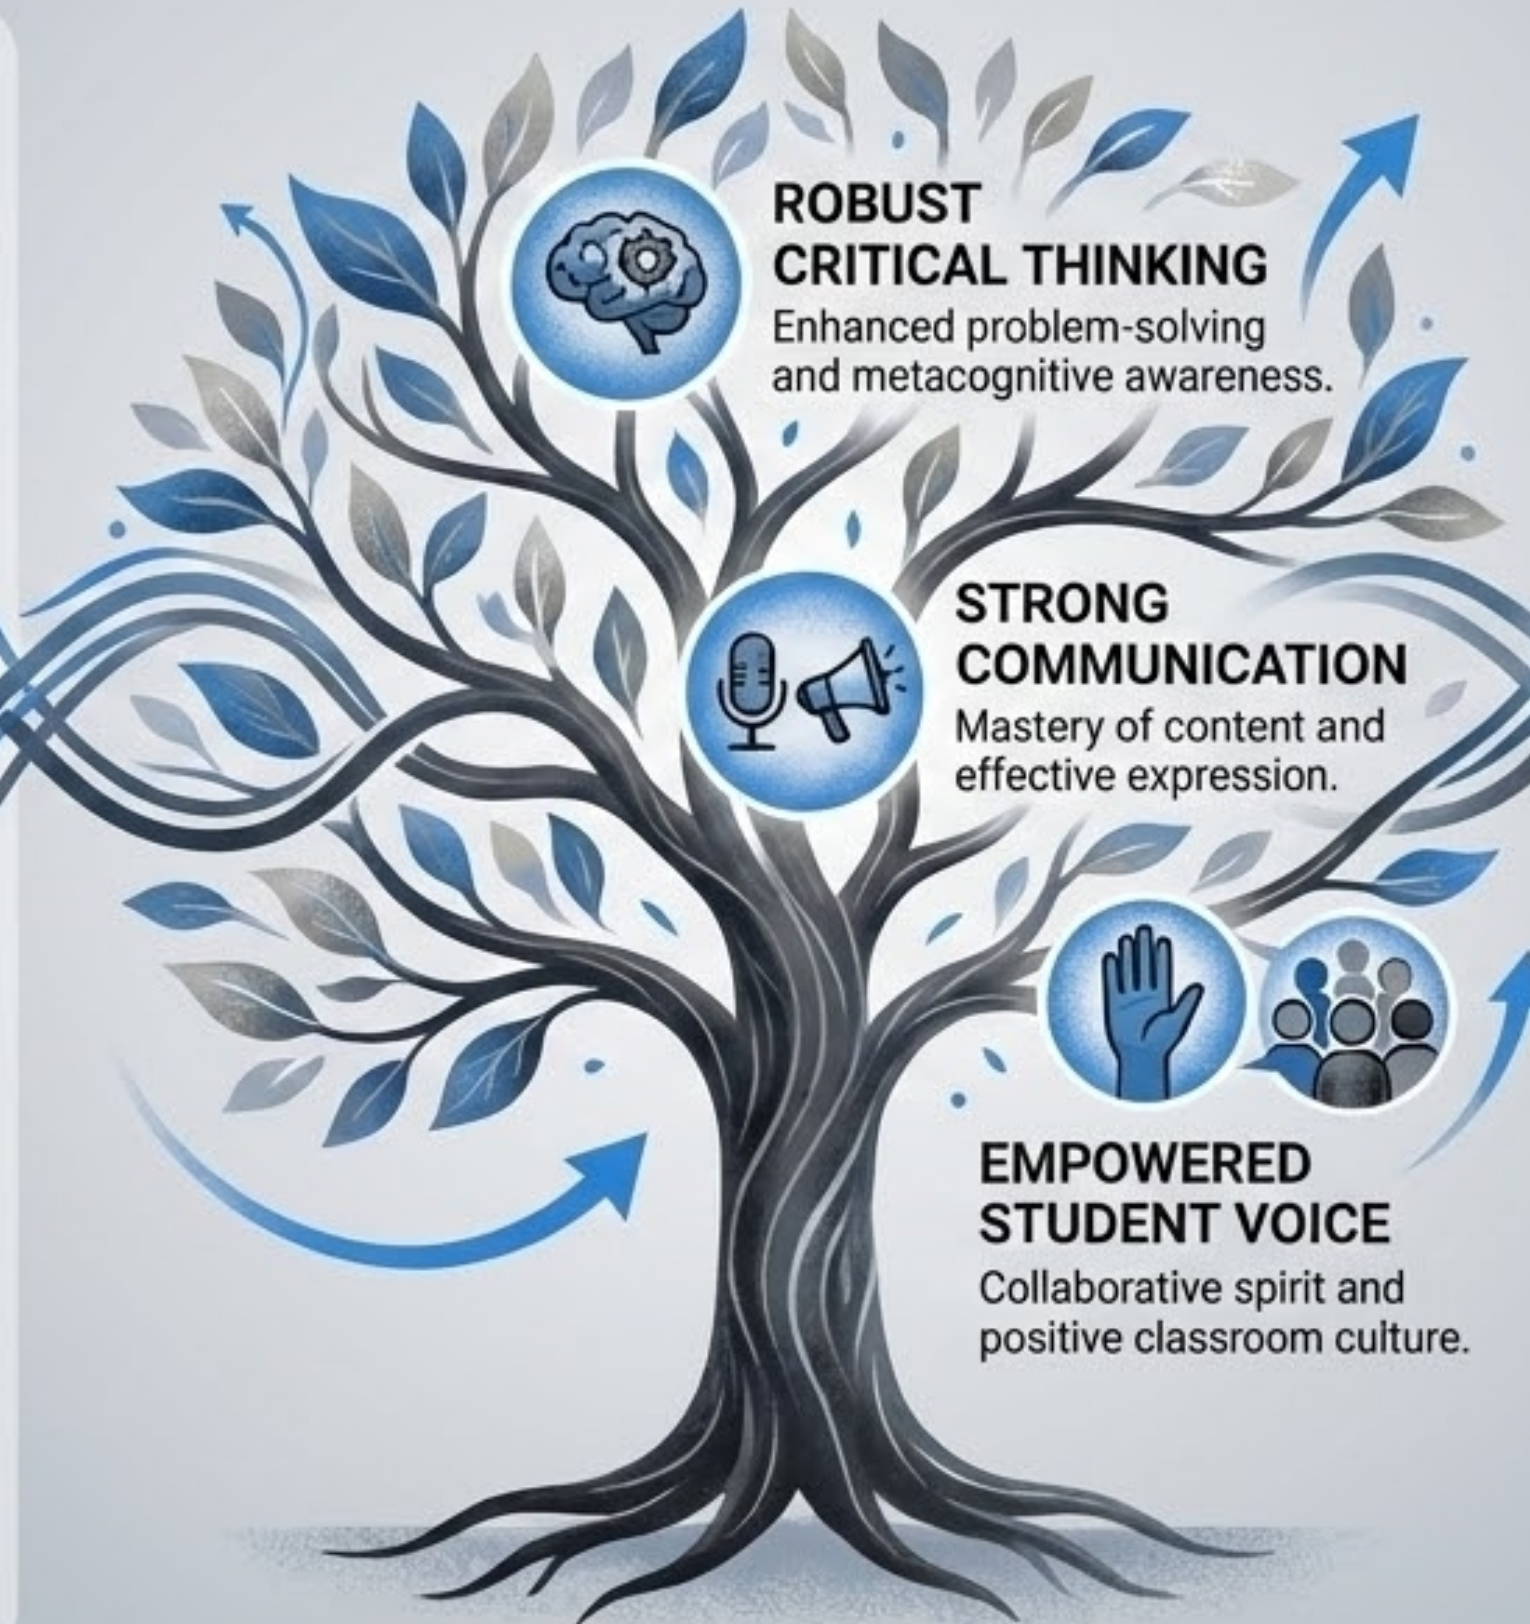 ROBUST
CRITICAL THINKING
Enhanced problem-solving
and metacognitive awareness.
STRONG
COMMUNICATION
Mastery of content and
effective expression.
EMPOWERED
STUDENT VOICE
Collaborative spirit and
positive classroom culture.